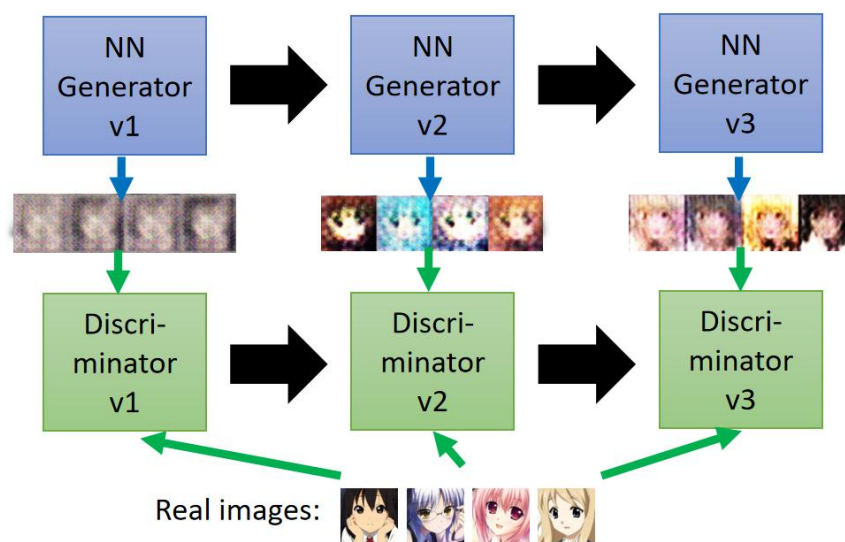 NN
Generator
v1
NN
Generator
v2
NN
Generator
v3
Discri-
minator
v1
Discri-
minator
v2
Discri-
minator
v3
Real images: